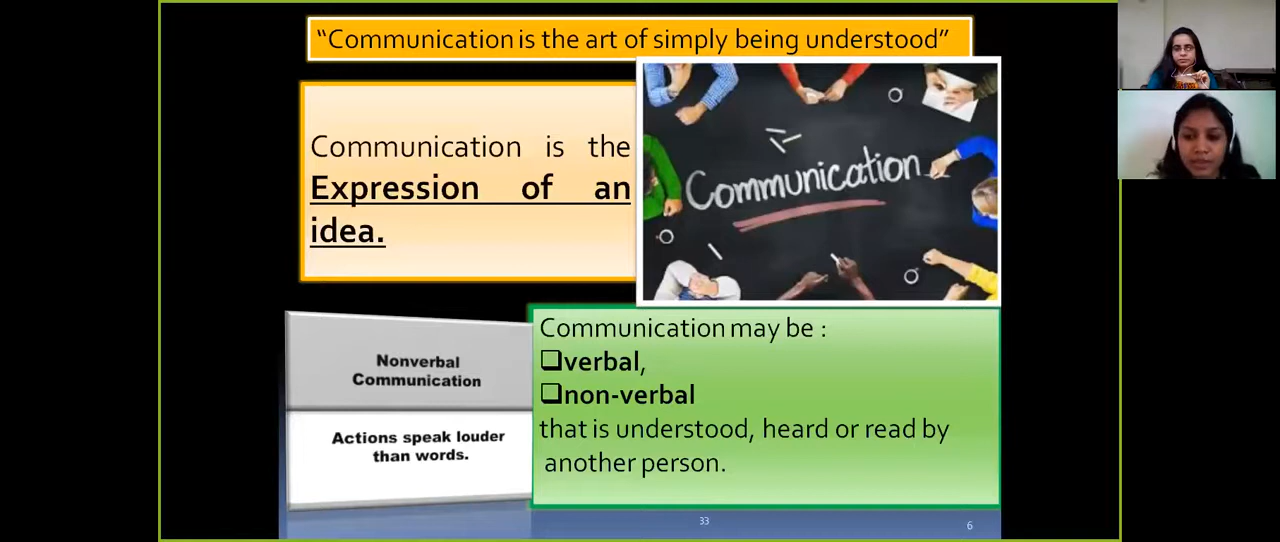 “Communication is the art of simply being understood”
Communication is the
Expression of an
idea.
Communication
Nonverbal
Communication
Actions speak louder
than words.
Communication may be :
❑verbal,
❑non-verbal
that is understood, heard or read by
another person.
33
6